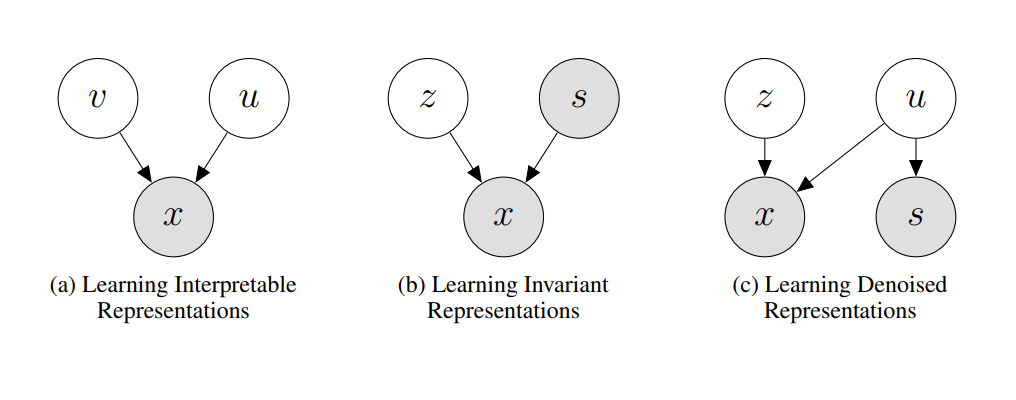 v u z s z u
x x x s
(a) Learning Interpretable (b) Learning Invariant (c) Learning Denoised
Representations Representations Representations